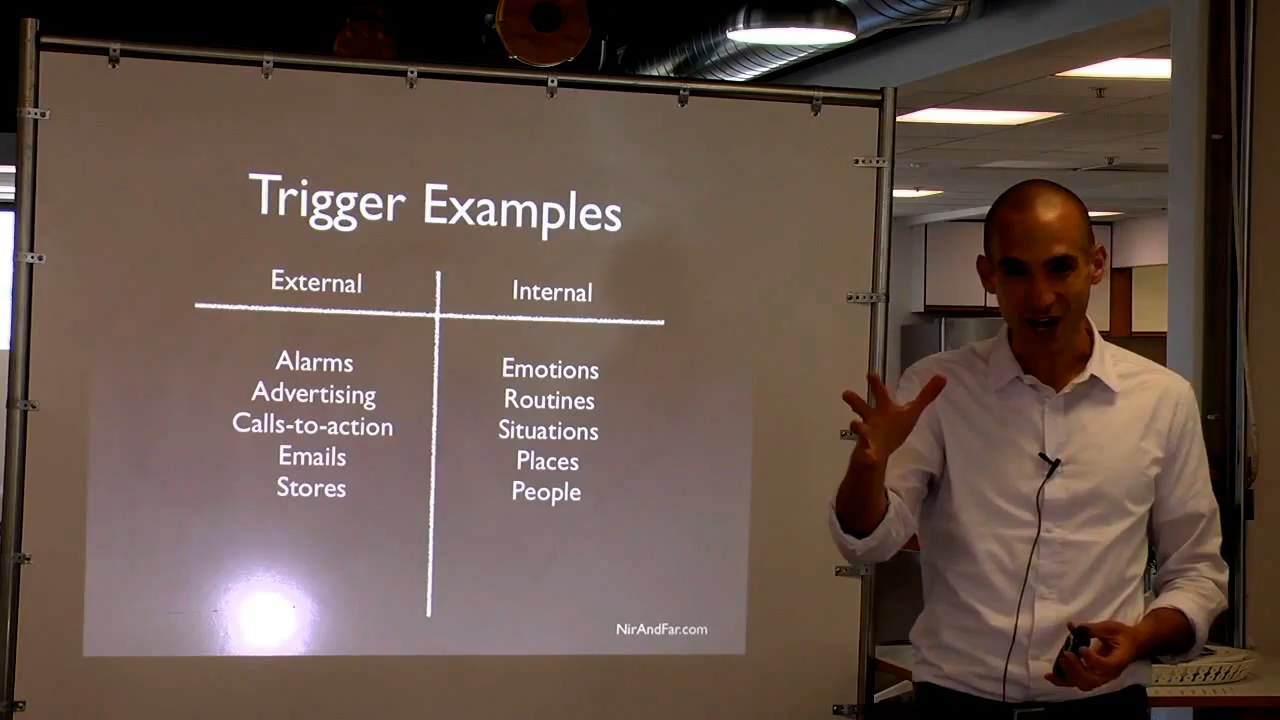 Trigger Examples
External
Internal
Alarms
Advertising
Calls-to-action
Emails
Stores
Emotions
Routines
Situations
Places
People
NirAndFar.com